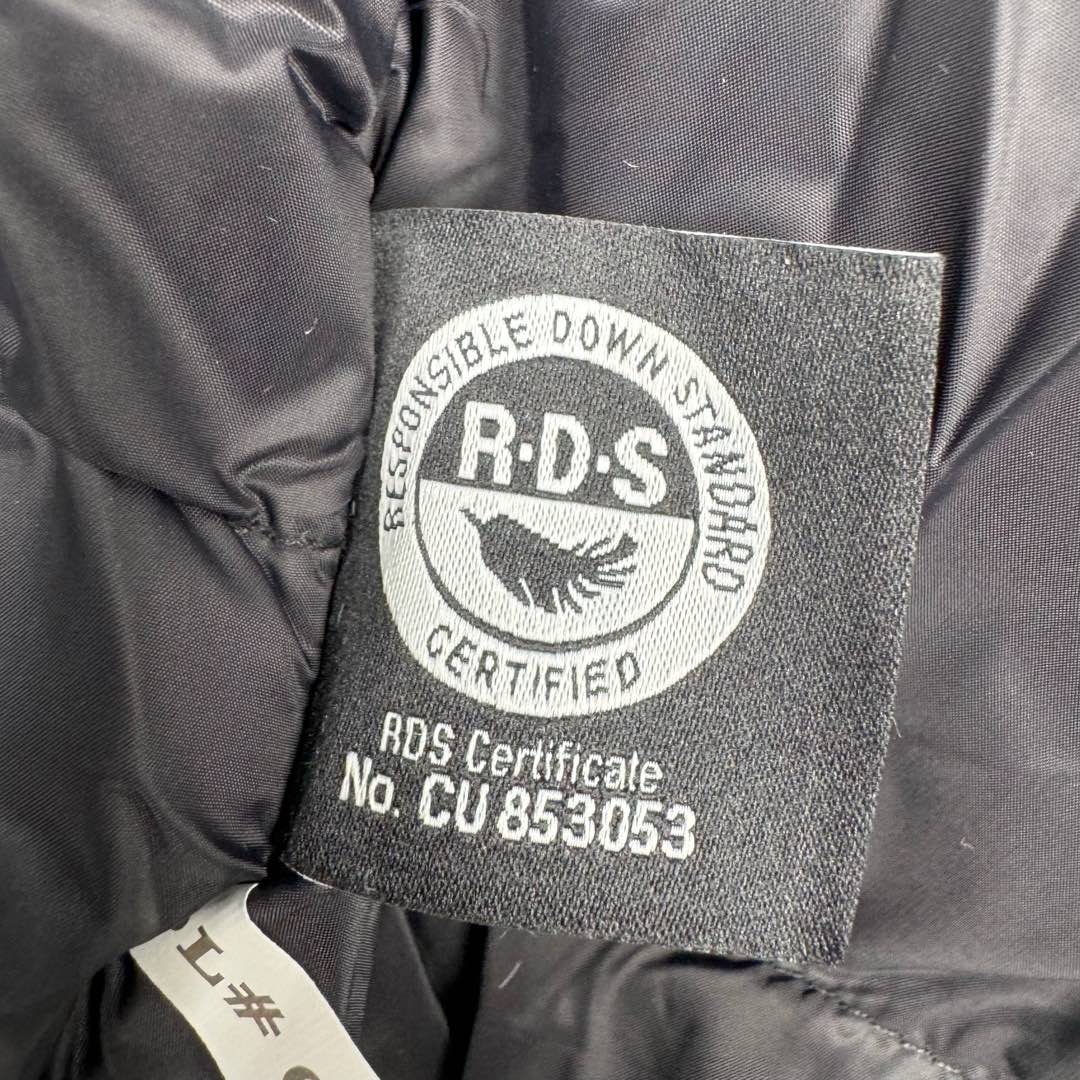 RESPONSIBLE DOWN STANDARD
R·D·S
CERTIFIED
RDS Certificate
No. CU 853053
L#